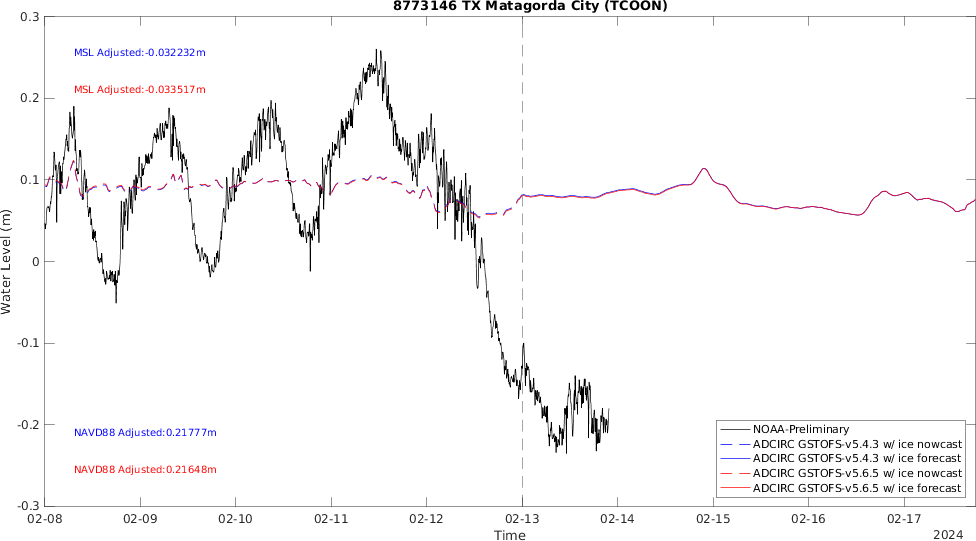 8773146 TX Matagorda City (TCOON)
0.3
0.2
0.1
0
-0.1
-0.2
-0.3
Water Level (m)
MSL Adjusted:-0.032232m
MSL Adjusted:-0.033517m
NAVD88 Adjusted:0.21777m
NAVD88 Adjusted:0.21648m
NOAA-Preliminary
ADCIRC GSTOFS-v5.4.3 w/ ice nowcast
ADCIRC GSTOFS-v5.4.3 w/ ice forecast
ADCIRC GSTOFS-v5.6.5 w/ ice nowcast
ADCIRC GSTOFS-v5.6.5 w/ ice forecast
02-08 02-09 02-10 02-11 02-12 02-13 02-14 02-15 02-16 02-17
Time
2024